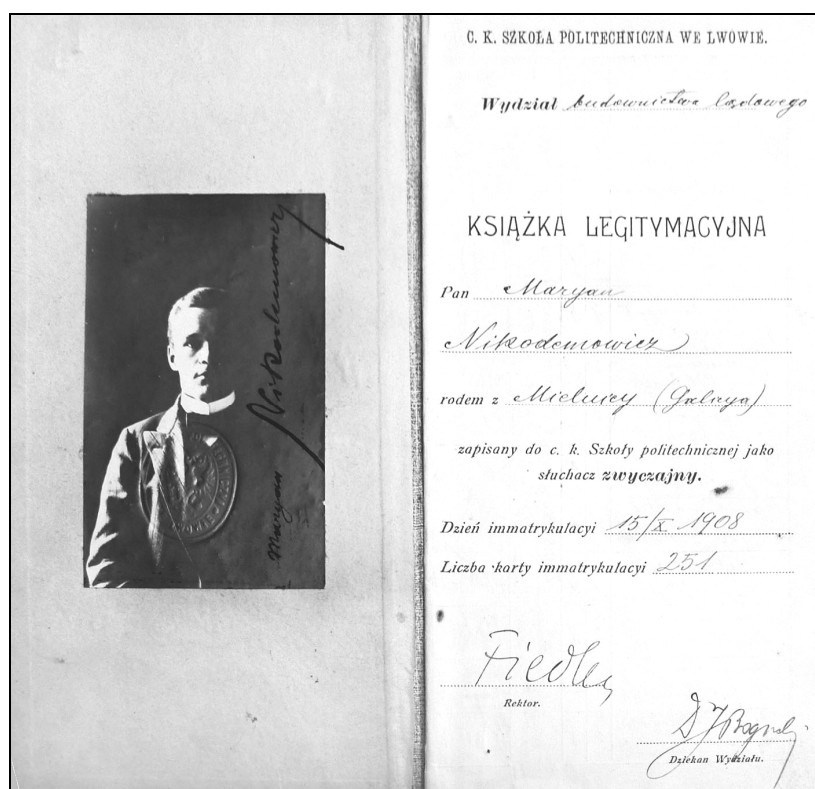 Maryan Nikodemowicz
C. K. SZKOŁA POLITECHNICZNA WE LWOWIE.
Wydział budownictwa lądowego
KSIĄŻKA LEGITYMACYJNA
Pan Maryan
Nikodemowicz
rodem z Mielnicy (Galicya)
zapisany do c. k. Szkoły politechnicznej jako
słuchacz zwyczajny.
Dzień immatrykulacyi 15/X 1908
Liczba karty immatrykulacyi 251
Fiedler
Rektor.
Dziekan Wydziału.